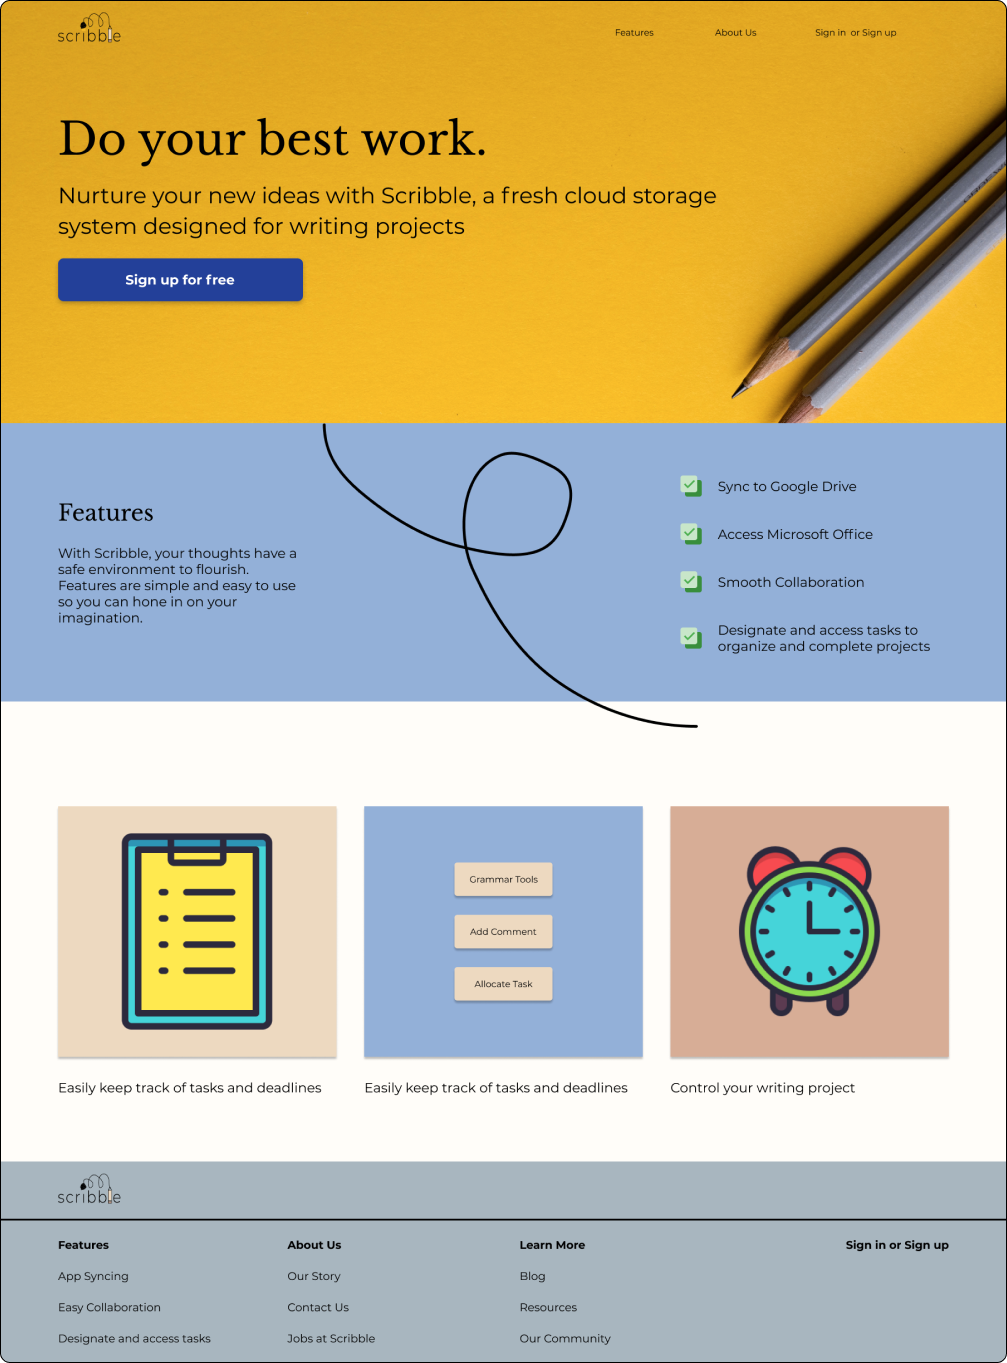 scribble
Features
About Us
Sign in or Sign up
Do your best work.
Nurture your new ideas with Scribble, a fresh cloud storage
system designed for writing projects
Sign up for free
Features
With Scribble, your thoughts have a
safe environment to flourish.
Features are simple and easy to use
so you can hone in on your
imagination.
Sync to Google Drive
Access Microsoft Office
Smooth Collaboration
Designate and access tasks to
organize and complete projects
Grammar Tools
Add Comment
Allocate Task
Easily keep track of tasks and deadlines
Easily keep track of tasks and deadlines
Control your writing project
scribble
Features
App Syncing
Easy Collaboration
Designate and access tasks
About Us
Our Story
Contact Us
Jobs at Scribble
Learn More
Blog
Resources
Our Community
Sign in or Sign up